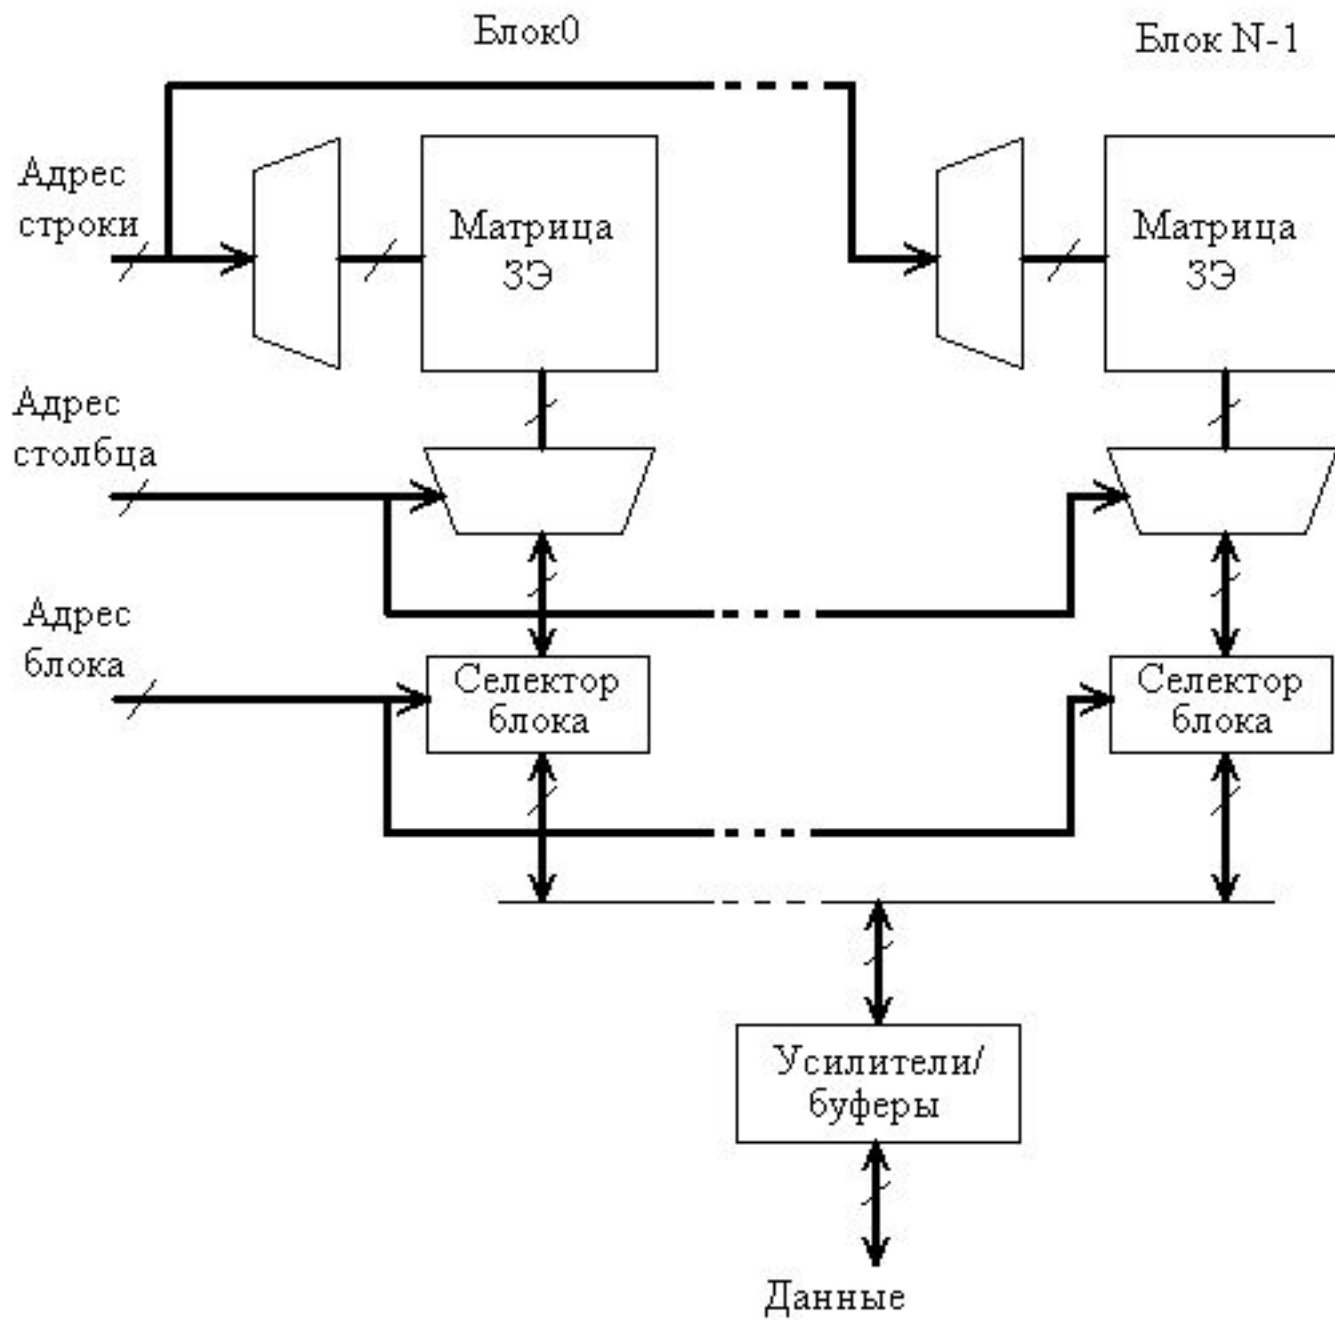 Блок0
Блок N-1
Адрес
строки
Матрица
ЗЭ
Матрица
ЗЭ
Адрес
столбца
Адрес
блока
Селектор
блока
Селектор
блока
Усилители/
буферы
Данные